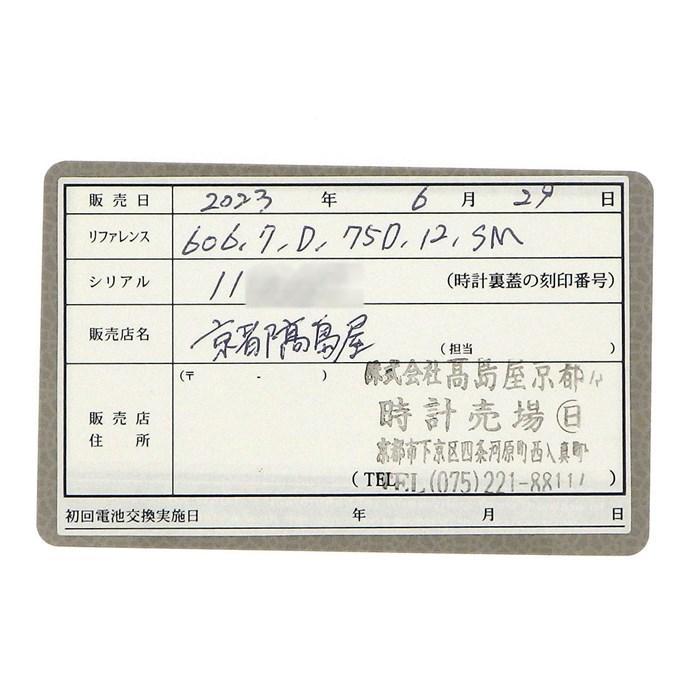 販売日 2023 年 6 月 29 日
リファレンス 606.7.D.75D.12.SM
シリアル 11 (時計裏蓋の刻印番号)
販売店名 京都髙島屋 (担当 )
(〒 - )
株式会社髙島屋京都
販売店
時計売場 日
住所
京都市下京区四条河原町西入真町
(TEL TEL(075)221-8811 )
初回電池交換実施日 年 月 日